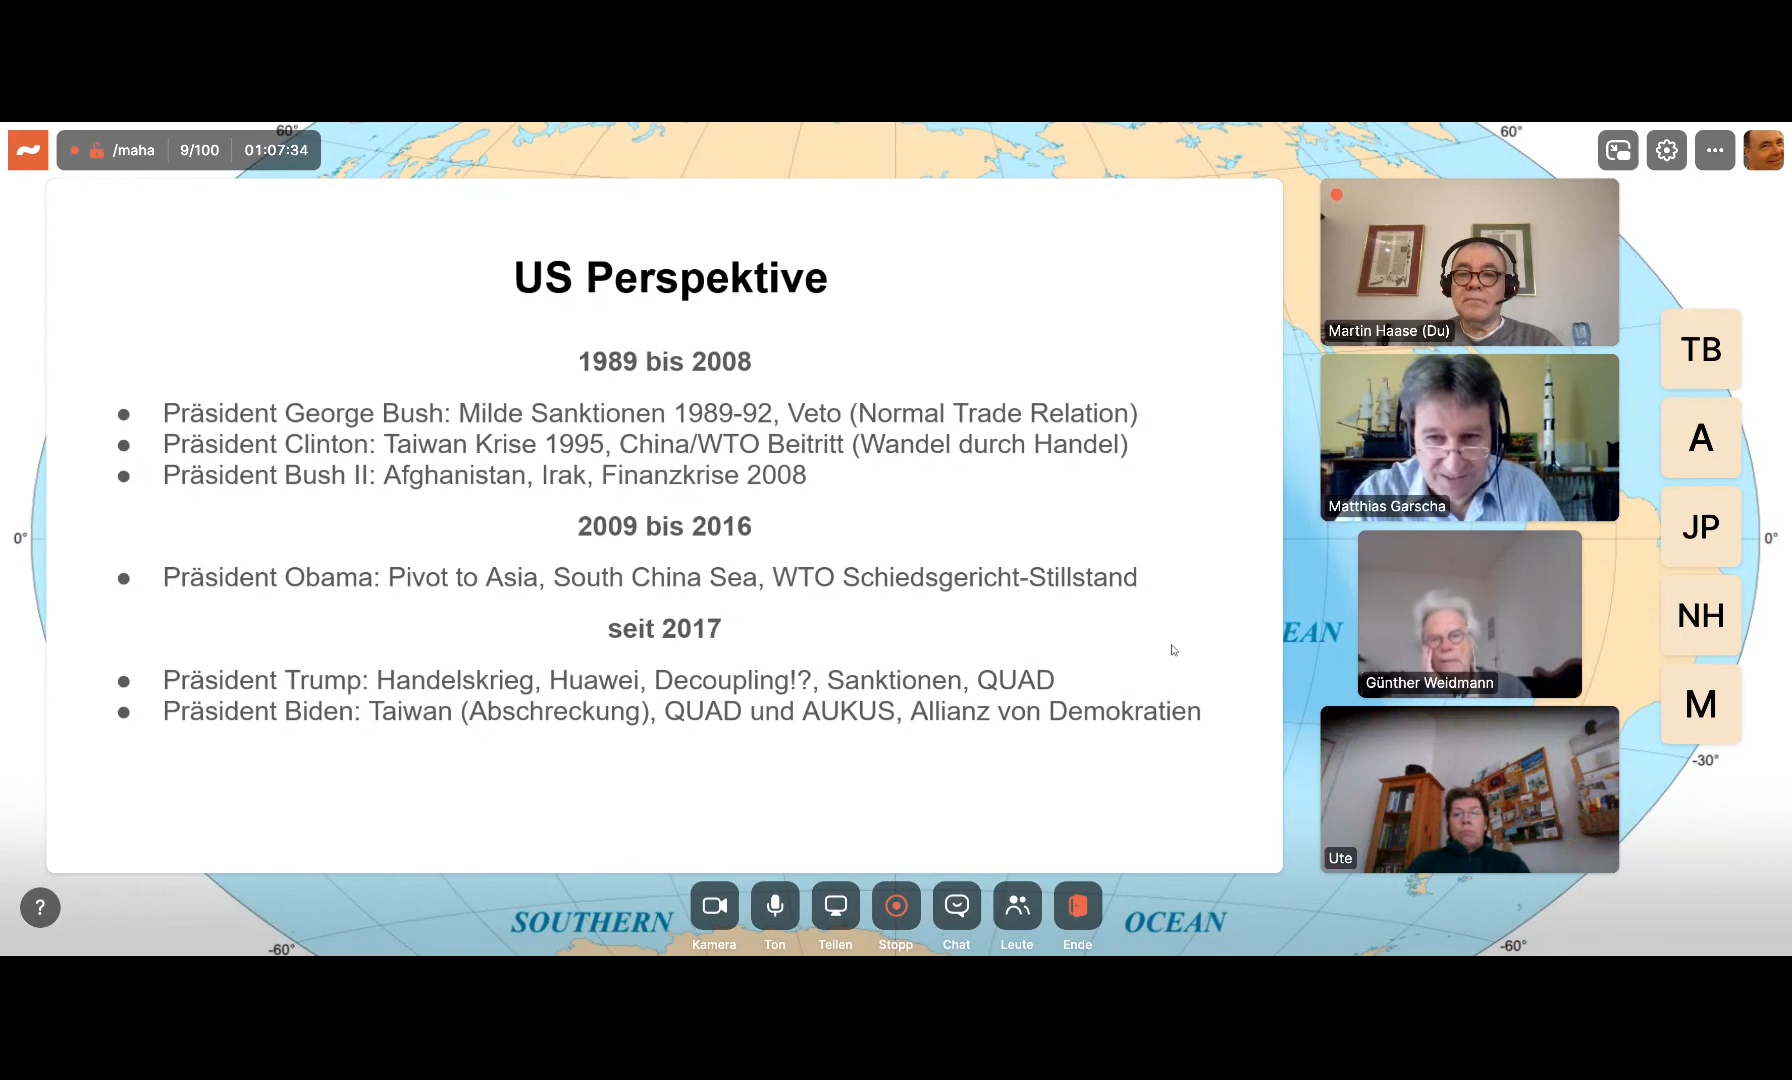 60°
60°
/maha 9/100 01:07:34
US Perspektive
1989 bis 2008
● Präsident George Bush: Milde Sanktionen 1989-92, Veto (Normal Trade Relation)
● Präsident Clinton: Taiwan Krise 1995, China/WTO Beitritt (Wandel durch Handel)
● Präsident Bush II: Afghanistan, Irak, Finanzkrise 2008
2009 bis 2016
● Präsident Obama: Pivot to Asia, South China Sea, WTO Schiedsgericht-Stillstand
seit 2017
● Präsident Trump: Handelskrieg, Huawei, Decoupling!?, Sanktionen, QUAD
● Präsident Biden: Taiwan (Abschreckung), QUAD und AUKUS, Allianz von Demokratien
Martin Haase (Du)
Matthias Garscha
Günther Weidmann
Ute
TB
A
JP
NH
M
0°
0°
EAN
-30°
?
SOUTHERN
OCEAN
Kamera
Ton
Teilen
Stopp
Chat
Leute
Ende
-60°
-60°